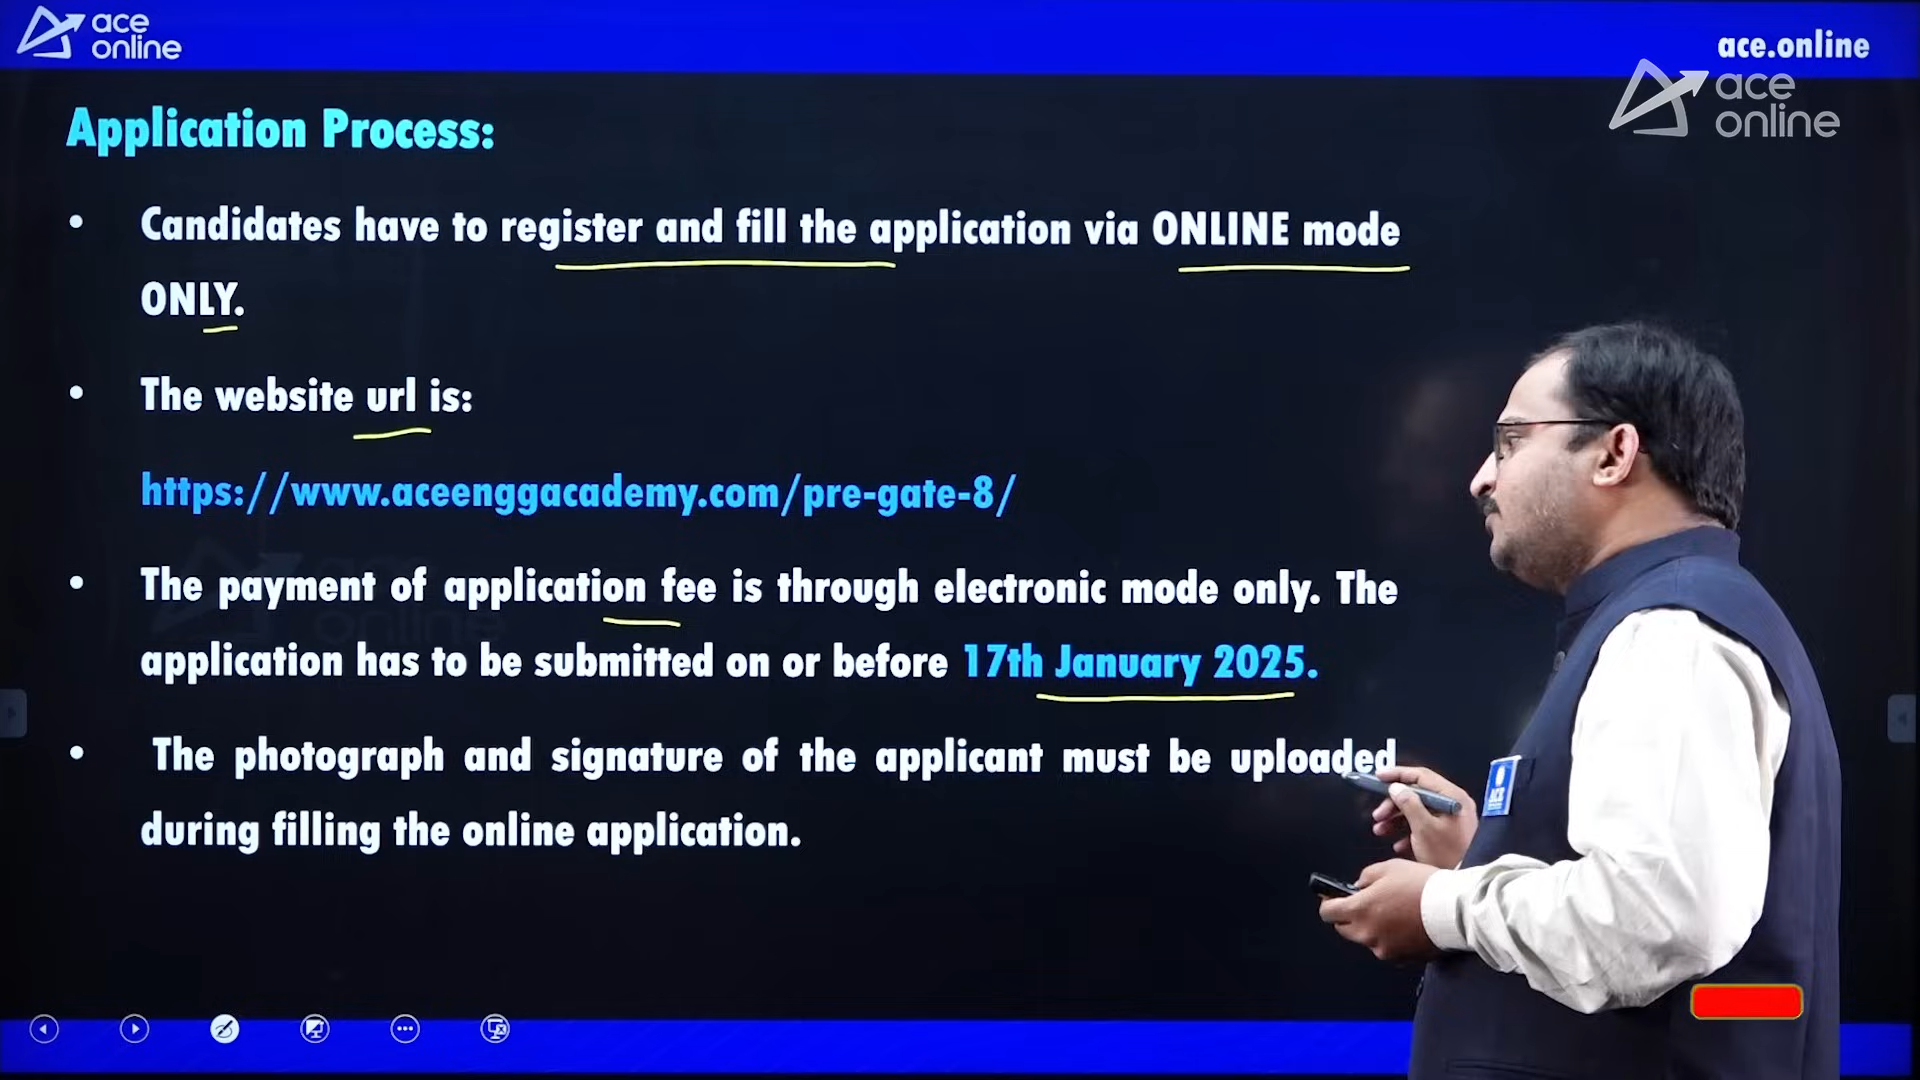 ace
online
ace.online
ace
online
Application Process:
• Candidates have to register and fill the application via ONLINE mode
ONLY.
• The website url is:
https://www.aceenggacademy.com/pre-gate-8/
• The payment of application fee is through electronic mode only. The
application has to be submitted on or before 17th January 2025.
• The photograph and signature of the applicant must be uploaded
during filling the online application.
ACE